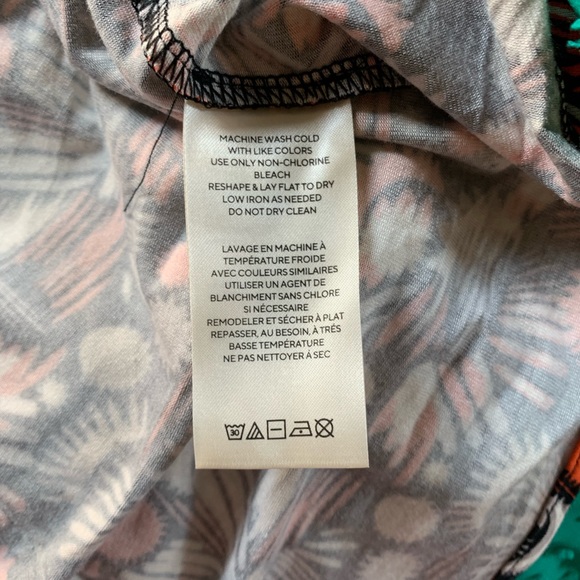 MACHINE WASH COLD
WITH LIKE COLORS
USE ONLY NON-CHLORINE
BLEACH
RESHAPE & LAY FLAT TO DRY
LOW IRON AS NEEDED
DO NOT DRY CLEAN
LAVAGE EN MACHINE À
TEMPÉRATURE FROIDE
AVEC COULEURS SIMILAIRES
UTILISER UN AGENT DE
BLANCHIMENT SANS CHLORE
SI NÉCESSAIRE
REMODELER ET SÉCHER À PLAT
REPASSER, AU BESOIN, À TRÉS
BASSE TEMPÉRATURE
NE PAS NETTOYER À SEC
30